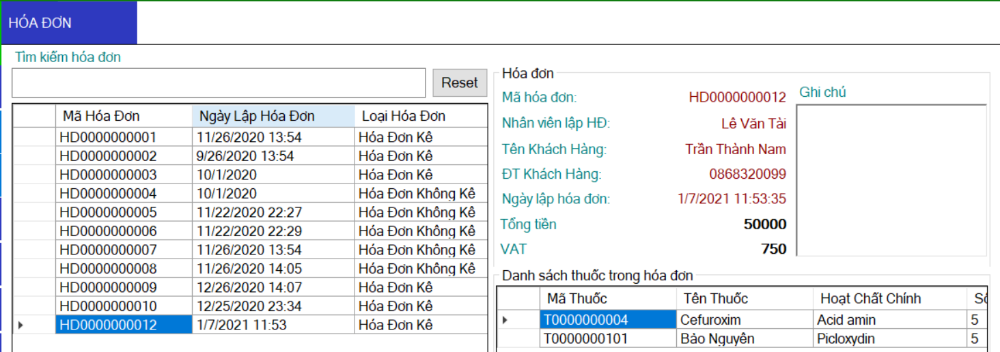 HÓA ĐƠN
Tìm kiếm hóa đơn
Reset
Mã Hóa Đơn Ngày Lập Hóa Đơn Loại Hóa Đơn
HD0000000001 11/26/2020 13:54 Hóa Đơn Kê
HD0000000002 9/26/2020 13:54 Hóa Đơn Kê
HD0000000003 10/1/2020 Hóa Đơn Kê
HD0000000004 10/1/2020 Hóa Đơn Không Kê
HD0000000005 11/22/2020 22:27 Hóa Đơn Không Kê
HD0000000006 11/22/2020 22:29 Hóa Đơn Không Kê
HD0000000007 11/26/2020 13:54 Hóa Đơn Không Kê
HD0000000008 11/26/2020 14:05 Hóa Đơn Không Kê
HD0000000009 12/26/2020 14:07 Hóa Đơn Kê
HD0000000010 12/25/2020 23:34 Hóa Đơn Kê
HD0000000012 1/7/2021 11:53 Hóa Đơn Kê
Hóa đơn
Mã hóa đơn: HD0000000012
Nhân viên lập HĐ: Lê Văn Tài
Tên Khách Hàng: Trần Thành Nam
ĐT Khách Hàng: 0868320099
Ngày lập hóa đơn: 1/7/2021 11:53:35
Tổng tiền 50000
VAT 750
Ghi chú
Danh sách thuốc trong hóa đơn
Mã Thuốc Tên Thuốc Hoạt Chất Chính
T0000000004 Cefuroxim Acid amin 5
T0000000101 Bảo Nguyên Picloxydin 5